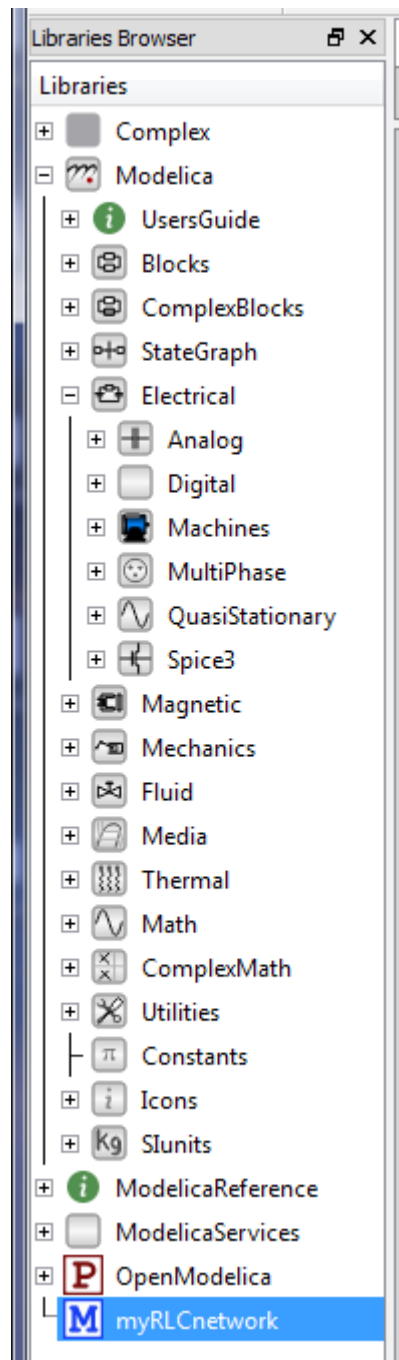 Libraries Browser
Libraries
Complex
Modelica
UsersGuide
Blocks
ComplexBlocks
StateGraph
Electrical
Analog
Digital
Machines
MultiPhase
QuasiStationary
Spice3
Magnetic
Mechanics
Fluid
Media
Thermal
Math
ComplexMath
Utilities
π Constants
i Icons
kg SIunits
i ModelicaReference
ModelicaServices
P OpenModelica
M myRLCnetwork